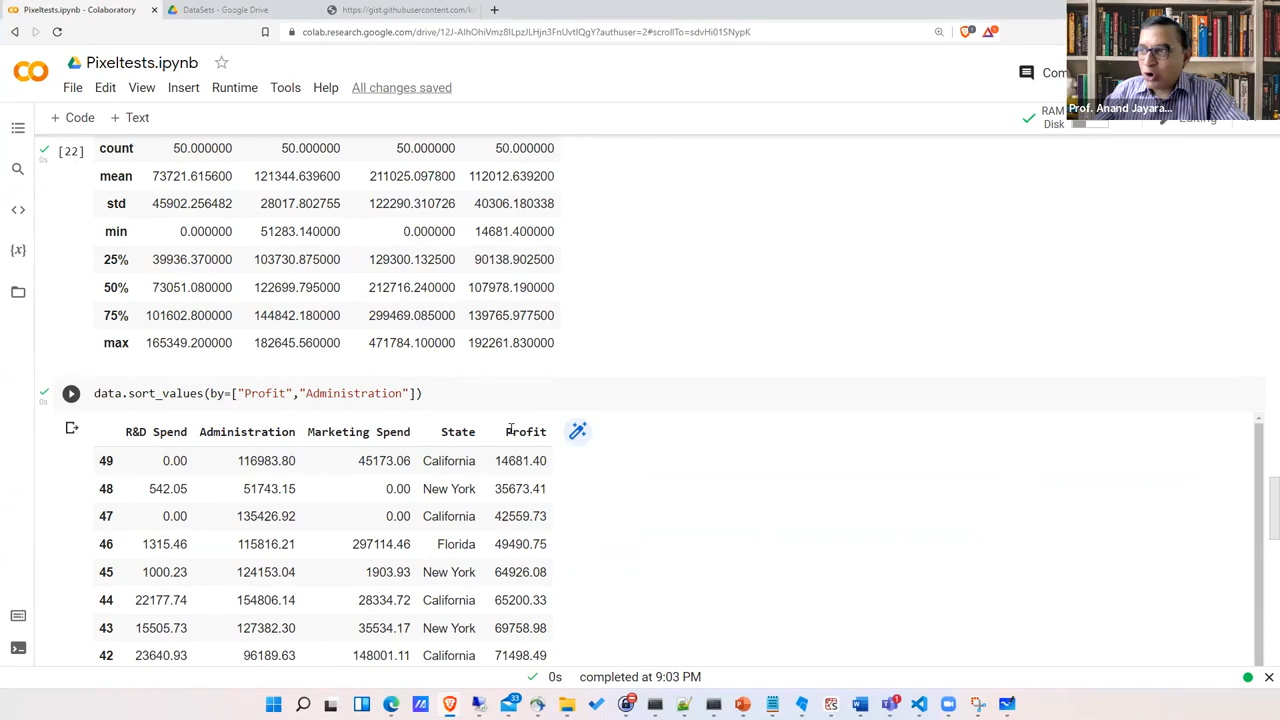 Pixeltests.ipynb - Colaboratory
DataSets - Google Drive
https://gist.githubusercontent.com/k
colab.research.google.com/drive/12J-AlhOhiVmz8ILpzJLHjn3FnUvtIQgY?authuser=2#scrollTo=sdvHi01SNypK
Pixeltests.ipynb
File Edit View Insert Runtime Tools Help All changes saved
Com
Prof. Anand Jayara...
+ Code + Text
RAM
Disk
Editing
[22]
0s
count 50.000000 50.000000 50.000000 50.000000
mean 73721.615600 121344.639600 211025.097800 112012.639200
std 45902.256482 28017.802755 122290.310726 40306.180338
min 0.000000 51283.140000 0.000000 14681.400000
25% 39936.370000 103730.875000 129300.132500 90138.902500
50% 73051.080000 122699.795000 212716.240000 107978.190000
75% 101602.800000 144842.180000 299469.085000 139765.977500
max 165349.200000 182645.560000 471784.100000 192261.830000
0s
data.sort_values(by=["Profit","Administration"])
R&D Spend Administration Marketing Spend State Profit
49 0.00 116983.80 45173.06 California 14681.40
48 542.05 51743.15 0.00 New York 35673.41
47 0.00 135426.92 0.00 California 42559.73
46 1315.46 115816.21 297114.46 Florida 49490.75
45 1000.23 124153.04 1903.93 New York 64926.08
44 22177.74 154806.14 28334.72 California 65200.33
43 15505.73 127382.30 35534.17 New York 69758.98
42 23640.93 96189.63 148001.11 California 71498.49
0s completed at 9:03 PM
33